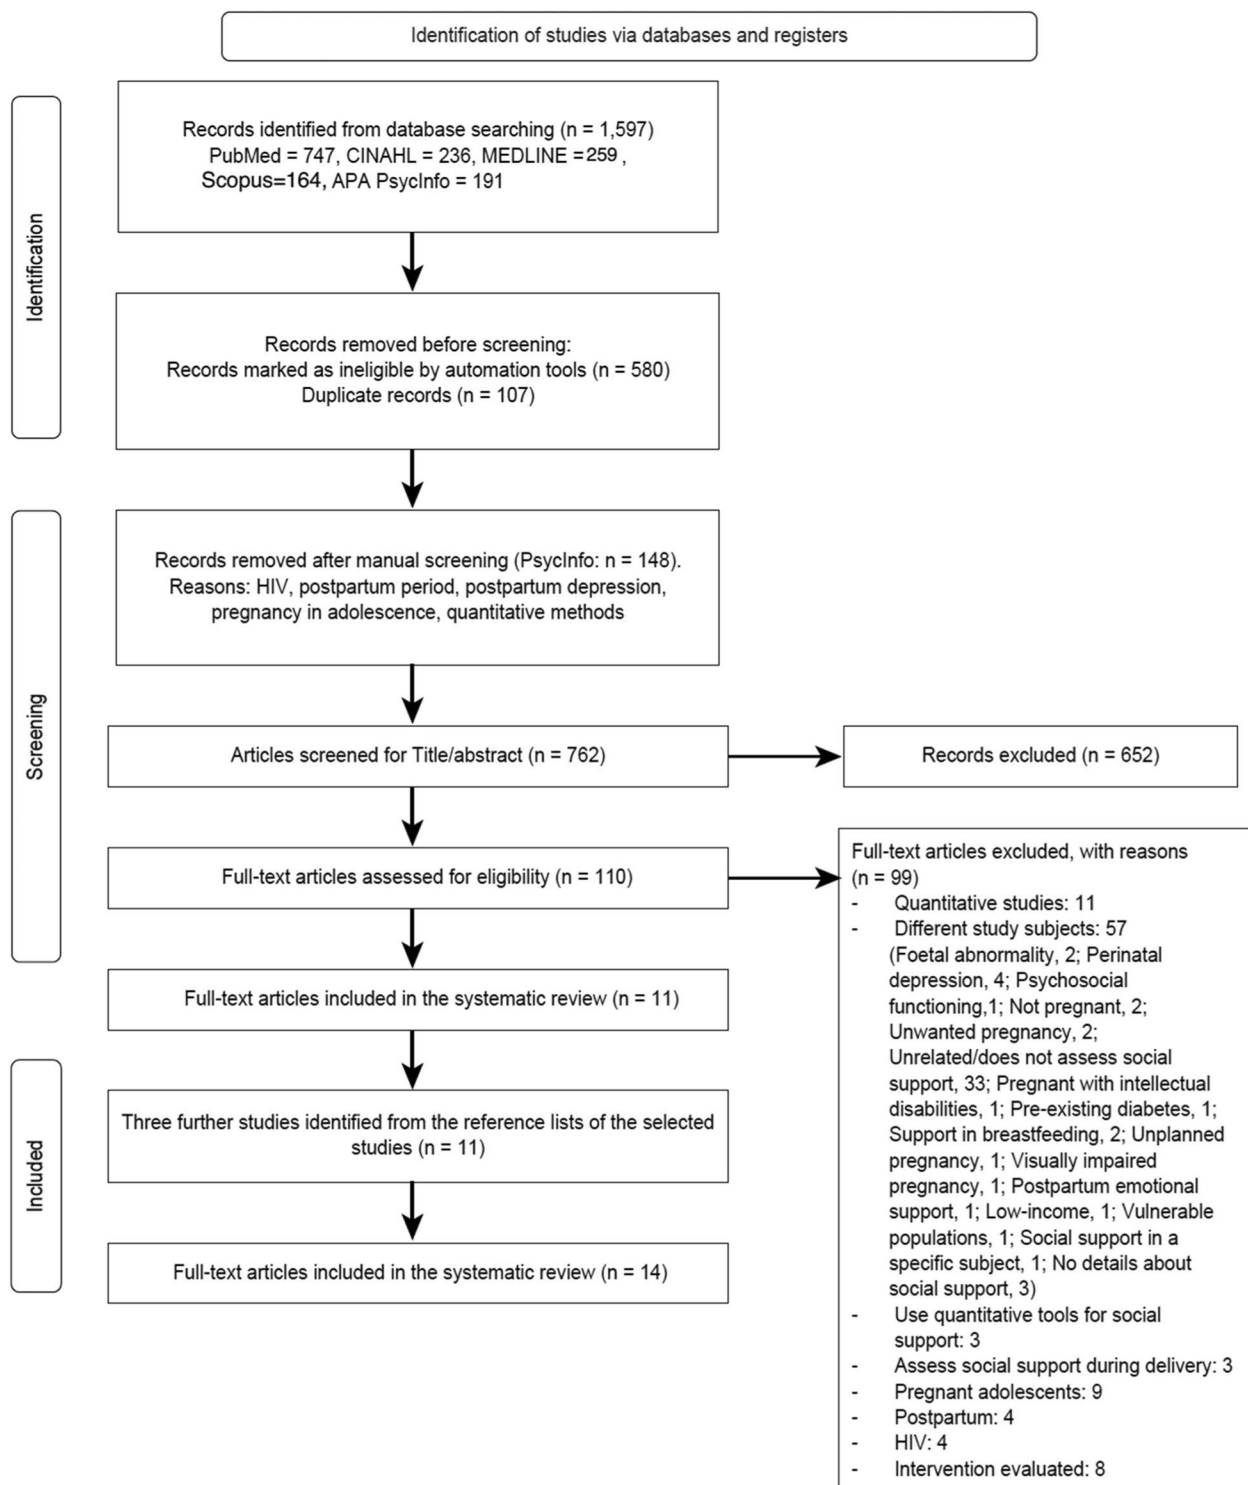 Identification of studies via databases and registers
Identification
Records identified from database searching (n = 1,597)
PubMed = 747, CINAHL = 236, MEDLINE =259 ,
Scopus=164, APA PsycInfo = 191
Records removed before screening:
Records marked as ineligible by automation tools (n = 580)
Duplicate records (n = 107)
Screening
Records removed after manual screening (PsycInfo: n = 148).
Reasons: HIV, postpartum period, postpartum depression,
pregnancy in adolescence, quantitative methods
Articles screened for Title/abstract (n = 762)
Records excluded (n = 652)
Full-text articles assessed for eligibility (n = 110)
Full-text articles excluded, with reasons
(n = 99)
- Quantitative studies: 11
- Different study subjects: 57
(Foetal abnormality, 2; Perinatal
depression, 4; Psychosocial
functioning,1; Not pregnant, 2;
Unwanted pregnancy, 2;
Unrelated/does not assess social
support, 33; Pregnant with intellectual
disabilities, 1; Pre-existing diabetes, 1;
Support in breastfeeding, 2; Unplanned
pregnancy, 1; Visually impaired
pregnancy, 1; Postpartum emotional
support, 1; Low-income, 1; Vulnerable
populations, 1; Social support in a
specific subject, 1; No details about
social support, 3)
- Use quantitative tools for social
support: 3
- Assess social support during delivery: 3
- Pregnant adolescents: 9
- Postpartum: 4
- HIV: 4
- Intervention evaluated: 8
Full-text articles included in the systematic review (n = 11)
Included
Three further studies identified from the reference lists of the selected
studies (n = 11)
Full-text articles included in the systematic review (n = 14)